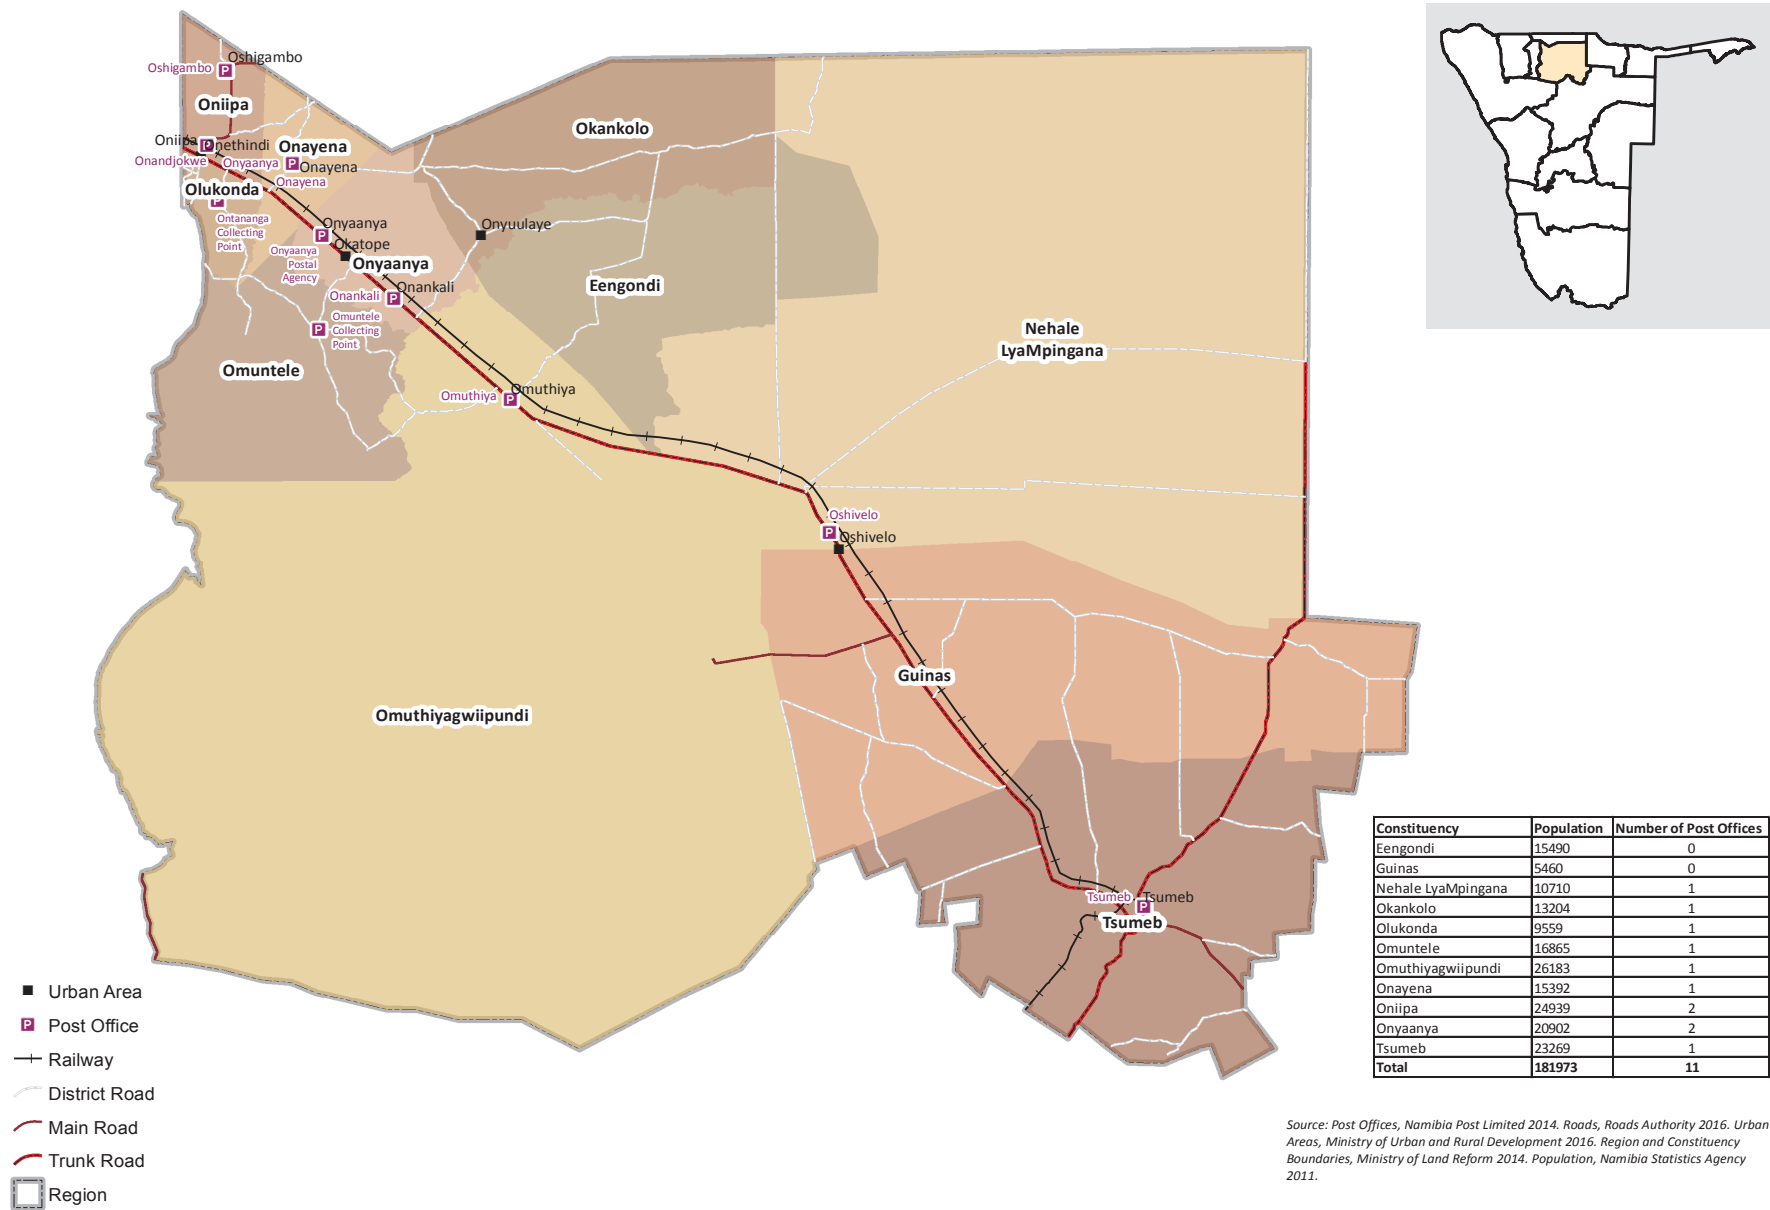 Oshigambo
Oshigambo
Oniipa
Oniipa
Onethindi
Onayena
Onandjokwe
Onyaanya
Onayena
Onayena
Olukonda
Ontananga
Collecting
Point
Onyaanya
Onyaanya
Postal
Agency
Okatope
Onyaanya
Onankali
Onankali
Omuntele
Collecting
Point
Omuntele
Okankolo
Onyuulaye
Eengondi
Nehale
LyaMpingana
Omuthiya
Omuthiya
Oshivelo
Oshivelo
Guinas
Omuthiyagwiipundi
Tsumeb
Tsumeb
Tsumeb
Urban Area
P Post Office
Railway
District Road
Main Road
Trunk Road
Region
Constituency Population Number of Post Offices
Eengondi 15490 0
Guinas 5460 0
Nehale LyaMpingana 10710 1
Okankolo 13204 1
Olukonda 9559 1
Omuntele 16865 1
Omuthiyagwiipundi 26183 1
Onayena 15392 1
Oniipa 24939 2
Onyaanya 20902 2
Tsumeb 23269 1
Total 181973 11
Source: Post Offices, Namibia Post Limited 2014. Roads, Roads Authority 2016. Urban
Areas, Ministry of Urban and Rural Development 2016. Region and Constituency
Boundaries, Ministry of Land Reform 2014. Population, Namibia Statistics Agency
2011.